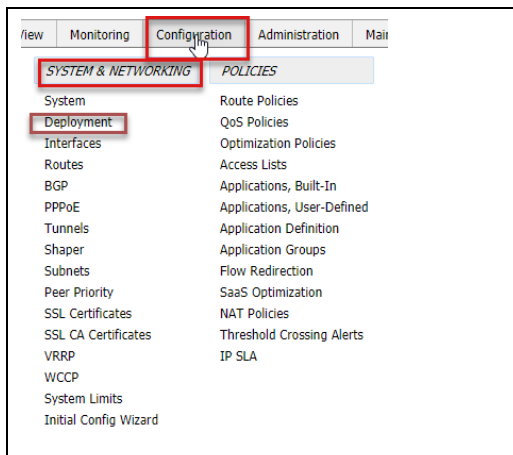 View Monitoring Configuration Administration
SYSTEM & NETWORKING
System
Deployment
Interfaces
Routes
BGP
PPPoE
Tunnels
Shaper
Subnets
Peer Priority
SSL Certificates
SSL CA Certificates
VRRP
WCCP
System Limits
Initial Config Wizard
POLICIES
Route Policies
QoS Policies
Optimization Policies
Access Lists
Applications, Built-In
Applications, User-Defined
Application Definition
Application Groups
Flow Redirection
SaaS Optimization
NAT Policies
Threshold Crossing Alerts
IP SLA